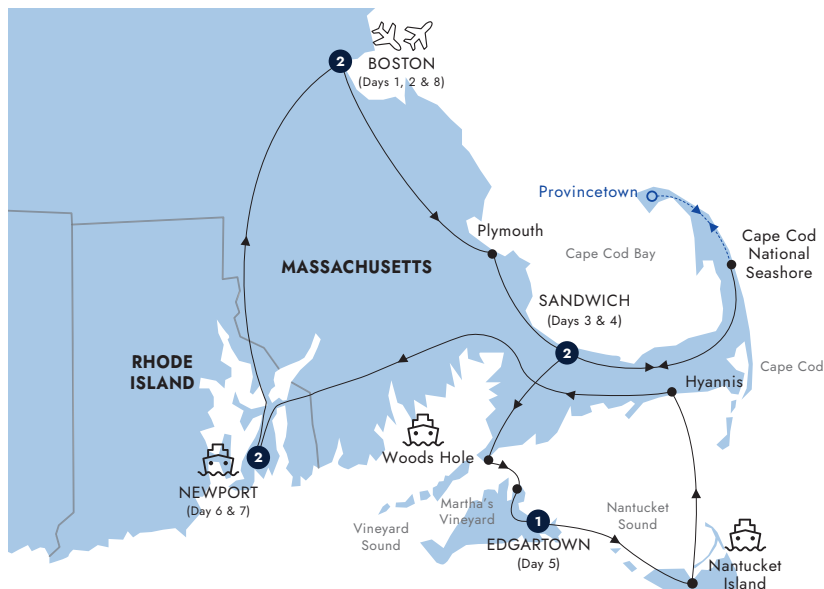 2
BOSTON
(Days 1, 2 & 8)
Provincetown
Plymouth
Cape Cod
National
Seashore
Cape Cod Bay
MASSACHUSETTS
SANDWICH
(Days 3 & 4)
2
RHODE
ISLAND
Cape Cod
Hyannis
2
Woods Hole
NEWPORT
(Day 6 & 7)
Martha's
Vineyard
Nantucket
Sound
Vineyard
Sound
1
EDGARTOWN
(Day 5)
Nantucket
Island